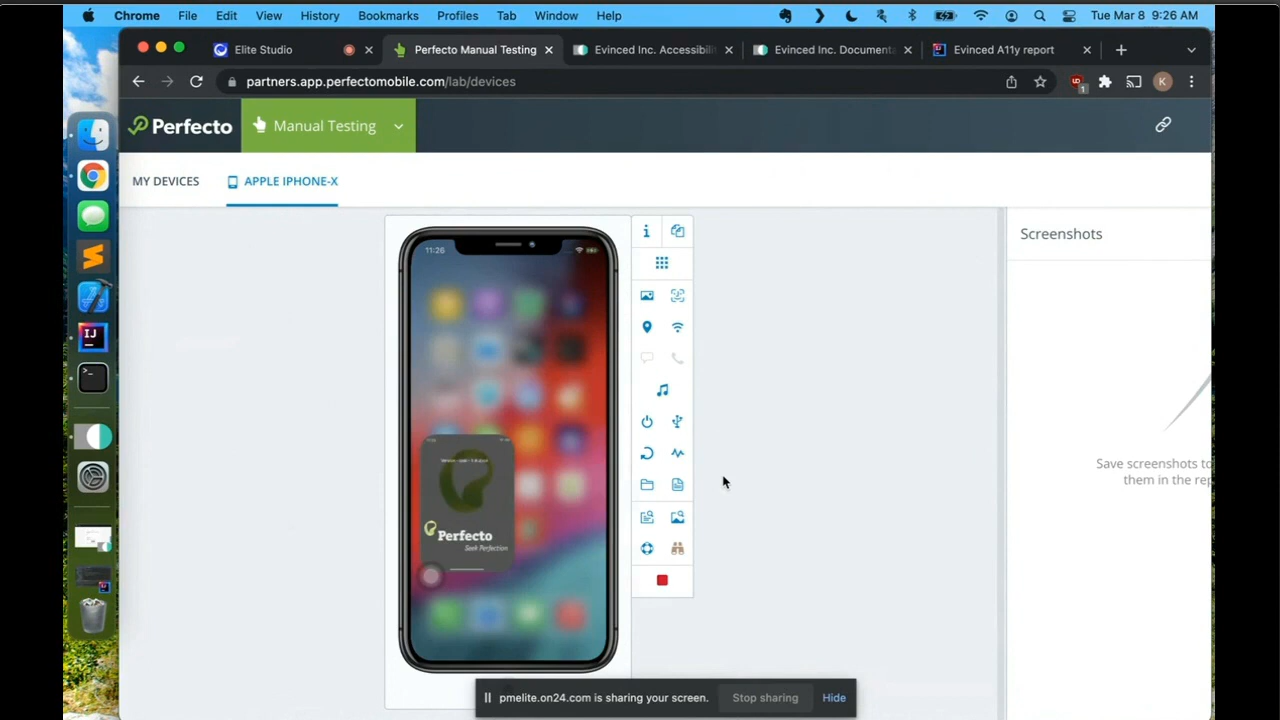 Chrome File Edit View History Bookmarks Profiles Tab Window Help Tue Mar 8 9:26 AM
Elite Studio Perfecto Manual Testing Evinced Inc. Accessibili Evinced Inc. Documenta Evinced A11y report
partners.app.perfectomobile.com/lab/devices
1
K
Perfecto Manual Testing
MY DEVICES APPLE IPHONE-X
Screenshots
11:26
Perfecto
Seek Perfection
Save screenshots to
them in the rep
IJ
pmelite.on24.com is sharing your screen. Stop sharing Hide